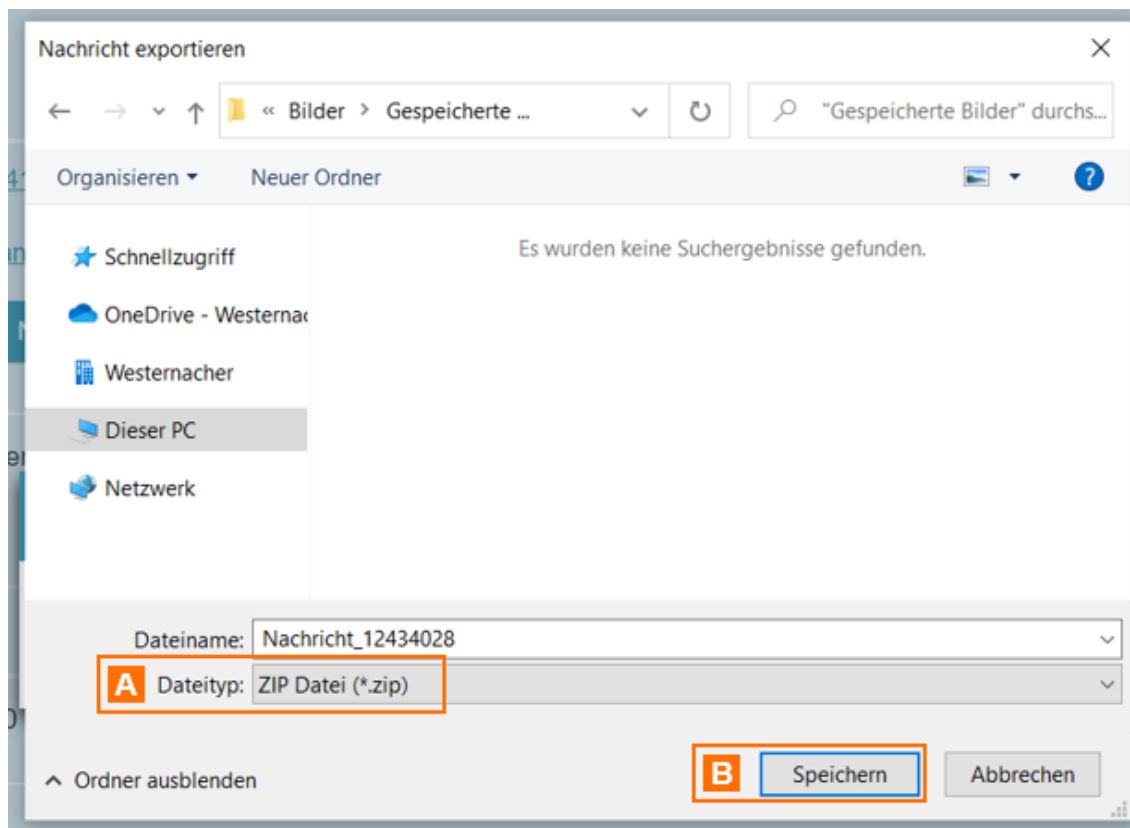 Nachricht exportieren
« Bilder > Gespeicherte ...
"Gespeicherte Bilder" durchs...
Organisieren
Neuer Ordner
Es wurden keine Suchergebnisse gefunden.
Schnellzugriff
OneDrive - Westernac
Westernacher
Dieser PC
Netzwerk
Dateiname: Nachricht_12434028
A Dateityp: ZIP Datei (*.zip)
Ordner ausblenden
B Speichern
Abbrechen